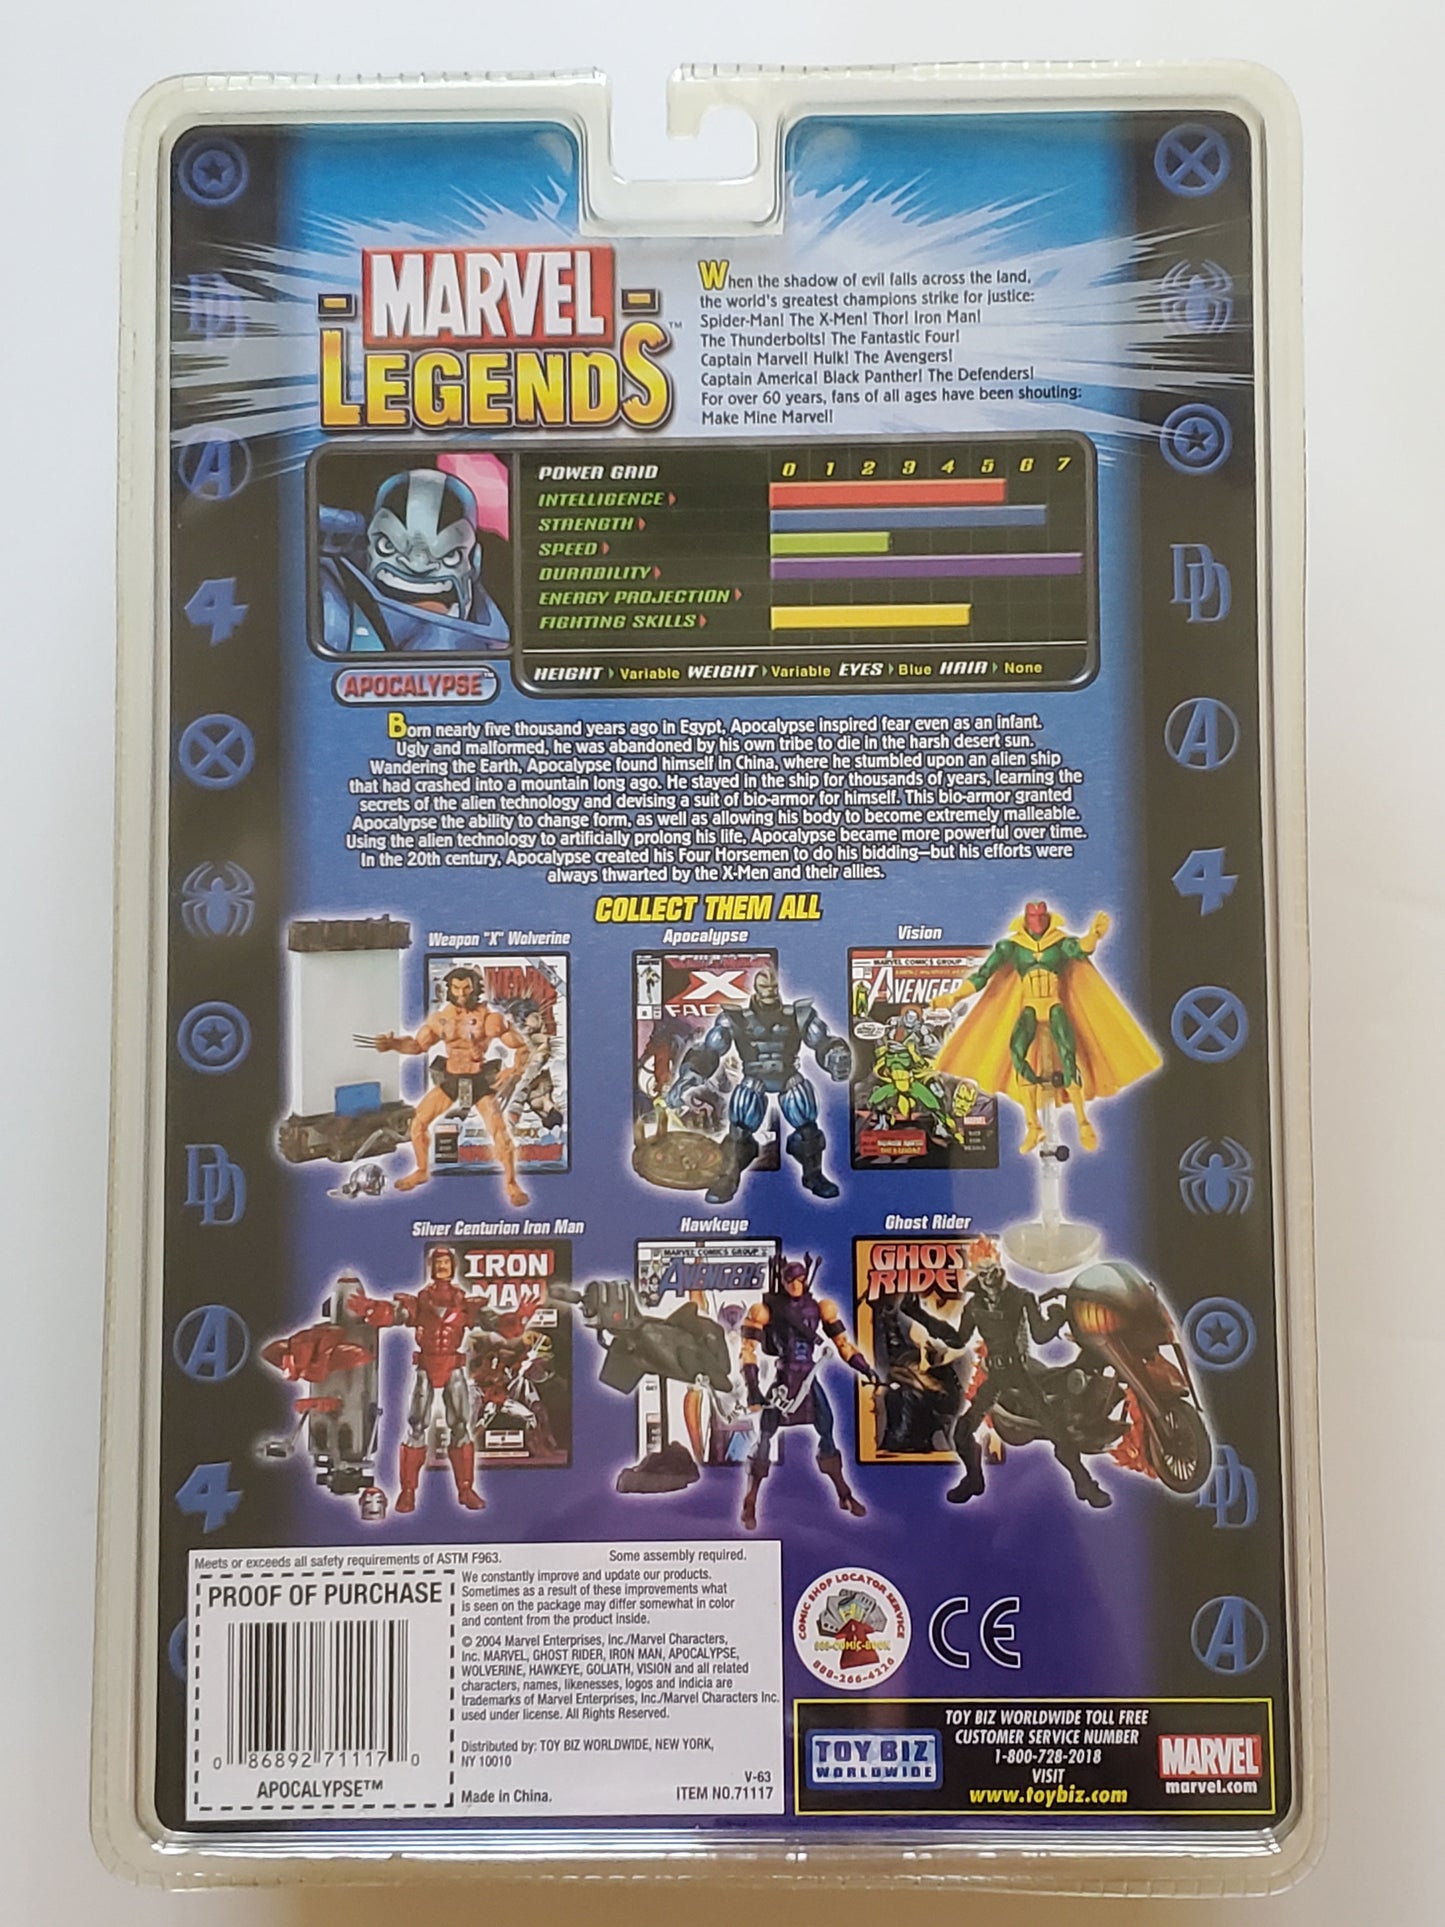 MARVEL
LEGENDS™
When the shadow of evil falls across the land,
the world's greatest champions strike for justice:
Spider-Man! The X-Men! Thor! Iron Man!
The Thunderbolts! The Fantastic Four!
Captain Marvel! Hulk! The Avengers!
Captain America! Black Panther! The Defenders!
For over 60 years, fans of all ages have been shouting:
Make Mine Marvel!
POWER GRID 0 1 2 3 4 5 6 7
INTELLIGENCE
STRENGTH
SPEED
DURABILITY
ENERGY PROJECTION
FIGHTING SKILLS
HEIGHT Variable WEIGHT Variable EYES Blue HAIR None
APOCALYPSE™
Born nearly five thousand years ago in Egypt, Apocalypse inspired fear even as an infant.
Ugly and malformed, he was abandoned by his own tribe to die in the harsh desert sun.
Wandering the Earth, Apocalypse found himself in China, where he stumbled upon an alien ship
that had crashed into a mountain long ago. He stayed in the ship for thousands of years, learning the
secrets of the alien technology and devising a suit of bio-armor for himself. This bio-armor granted
Apocalypse the ability to change form, as well as allowing his body to become extremely malleable.
Using the alien technology to artificially prolong his life, Apocalypse became more powerful over time.
In the 20th century, Apocalypse created his Four Horsemen to do his bidding—but his efforts were
always thwarted by the X-Men and their allies.
COLLECT THEM ALL
Weapon "X" Wolverine
Apocalypse
Vision
X
FAC
MARVEL COMICS GROUP
AVENGE
Silver Centurion Iron Man
Hawkeye
Ghost Rider
IRON
MAN
MARVEL COMICS GROUP
AVENGERS
GHOS
RIDE
Meets or exceeds all safety requirements of ASTM F963. Some assembly required.
PROOF OF PURCHASE
0 86892 71117 0
APOCALYPSE™
We constantly improve and update our products.
Sometimes as a result of these improvements what
is seen on the package may differ somewhat in color
and content from the product inside.
© 2004 Marvel Enterprises, Inc./Marvel Characters,
Inc. MARVEL, GHOST RIDER, IRON MAN, APOCALYPSE,
WOLVERINE, HAWKEYE, GOLIATH, VISION and all related
characters, names, likenesses, logos and indicia are
trademarks of Marvel Enterprises, Inc./Marvel Characters Inc.
used under license. All Rights Reserved.
Distributed by: TOY BIZ WORLDWIDE, NEW YORK,
NY 10010
Made in China.
V-63
ITEM NO.71117
COMIC SHOP LOCATOR SERVICE
888-COMIC-BOOK
888-266-4226
CE
TOY BIZ
WORLDWIDE
TOY BIZ WORLDWIDE TOLL FREE
CUSTOMER SERVICE NUMBER
1-800-728-2018
VISIT
www.toybiz.com
MARVEL
marvel.com